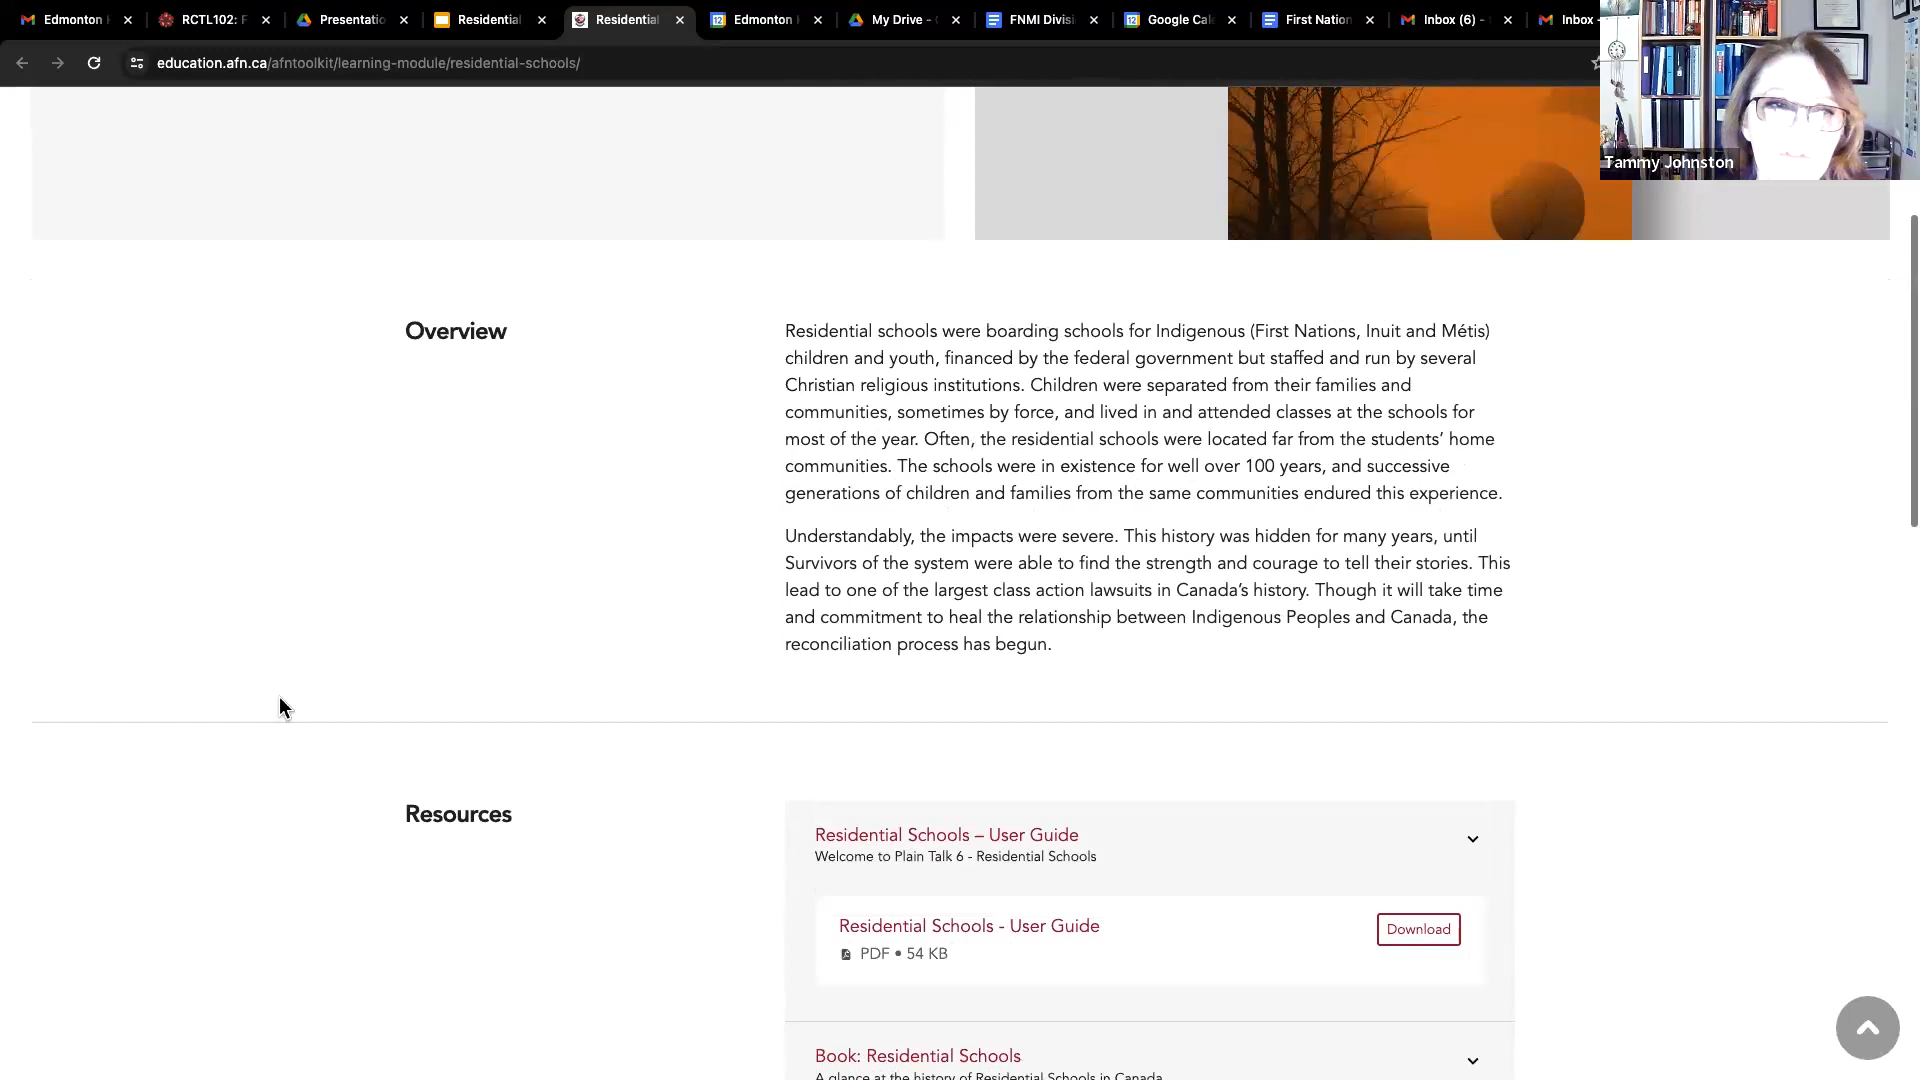 Edmonton
RCTL102: F
Presentatio
Residential
Residential
Edmonton
My Drive -
FNMI Divisi
Google Cal
First Nation
Inbox (6) -
Inbox
education.afn.ca/afntoolkit/learning-module/residential-schools/
Tammy Johnston
Overview
Residential schools were boarding schools for Indigenous (First Nations, Inuit and Métis)
children and youth, financed by the federal government but staffed and run by several
Christian religious institutions. Children were separated from their families and
communities, sometimes by force, and lived in and attended classes at the schools for
most of the year. Often, the residential schools were located far from the students’ home
communities. The schools were in existence for well over 100 years, and successive
generations of children and families from the same communities endured this experience.
Understandably, the impacts were severe. This history was hidden for many years, until
Survivors of the system were able to find the strength and courage to tell their stories. This
lead to one of the largest class action lawsuits in Canada’s history. Though it will take time
and commitment to heal the relationship between Indigenous Peoples and Canada, the
reconciliation process has begun.
Resources
Residential Schools – User Guide
Welcome to Plain Talk 6 - Residential Schools
Residential Schools - User Guide
Download
PDF • 54 KB
Book: Residential Schools
A glance at the history of Residential Schools in Canada